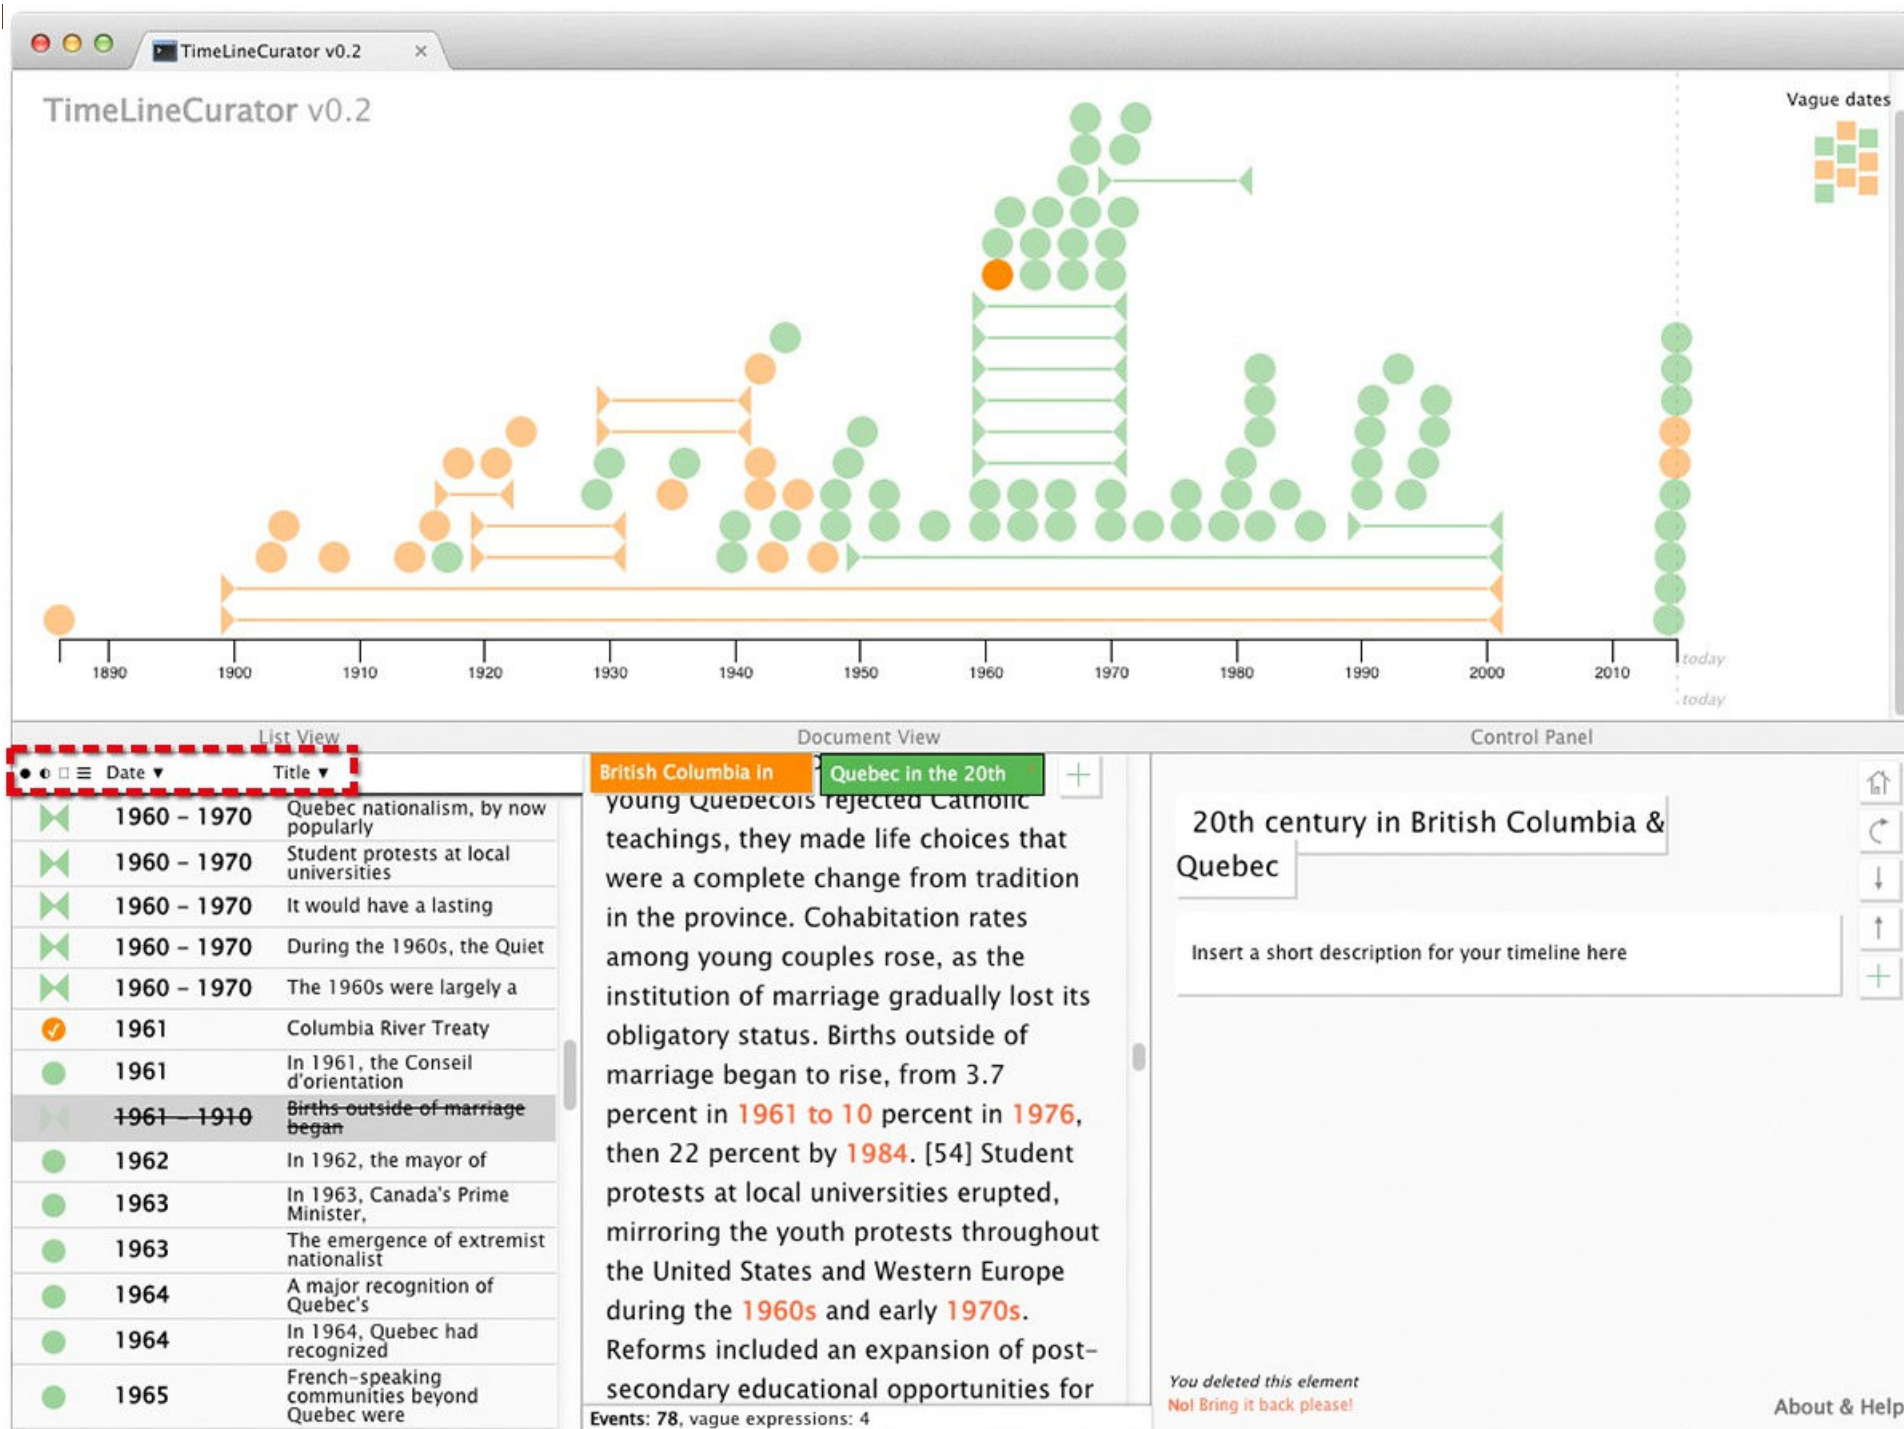 TimeLineCurator v0.2
TimeLineCurator v0.2
Vague dates
1890 1900 1910 1920 1930 1940 1950 1960 1970 1980 1990 2000 2010
today
today
List View
Date ▼ Title ▼
1960 – 1970 Quebec nationalism, by now
popularly
1960 – 1970 Student protests at local
universities
1960 – 1970 It would have a lasting
1960 – 1970 During the 1960s, the Quiet
1960 – 1970 The 1960s were largely a
1961 Columbia River Treaty
1961 In 1961, the Conseil
d'orientation
1961 – 1910 Births outside of marriage
began
1962 In 1962, the mayor of
1963 In 1963, Canada's Prime
Minister,
1963 The emergence of extremist
nationalist
1964 A major recognition of
Quebec's
1964 In 1964, Quebec had
recognized
1965 French-speaking
communities beyond
Quebec were
Document View
British Columbia in Quebec in the 20th
young Québécois rejected Catholic
teachings, they made life choices that
were a complete change from tradition
in the province. Cohabitation rates
among young couples rose, as the
institution of marriage gradually lost its
obligatory status. Births outside of
marriage began to rise, from 3.7
percent in 1961 to 10 percent in 1976,
then 22 percent by 1984. [54] Student
protests at local universities erupted,
mirroring the youth protests throughout
the United States and Western Europe
during the 1960s and early 1970s.
Reforms included an expansion of post-
secondary educational opportunities for
Events: 78, vague expressions: 4
Control Panel
20th century in British Columbia &
Quebec
Insert a short description for your timeline here
You deleted this element
No! Bring it back please!
About & Help